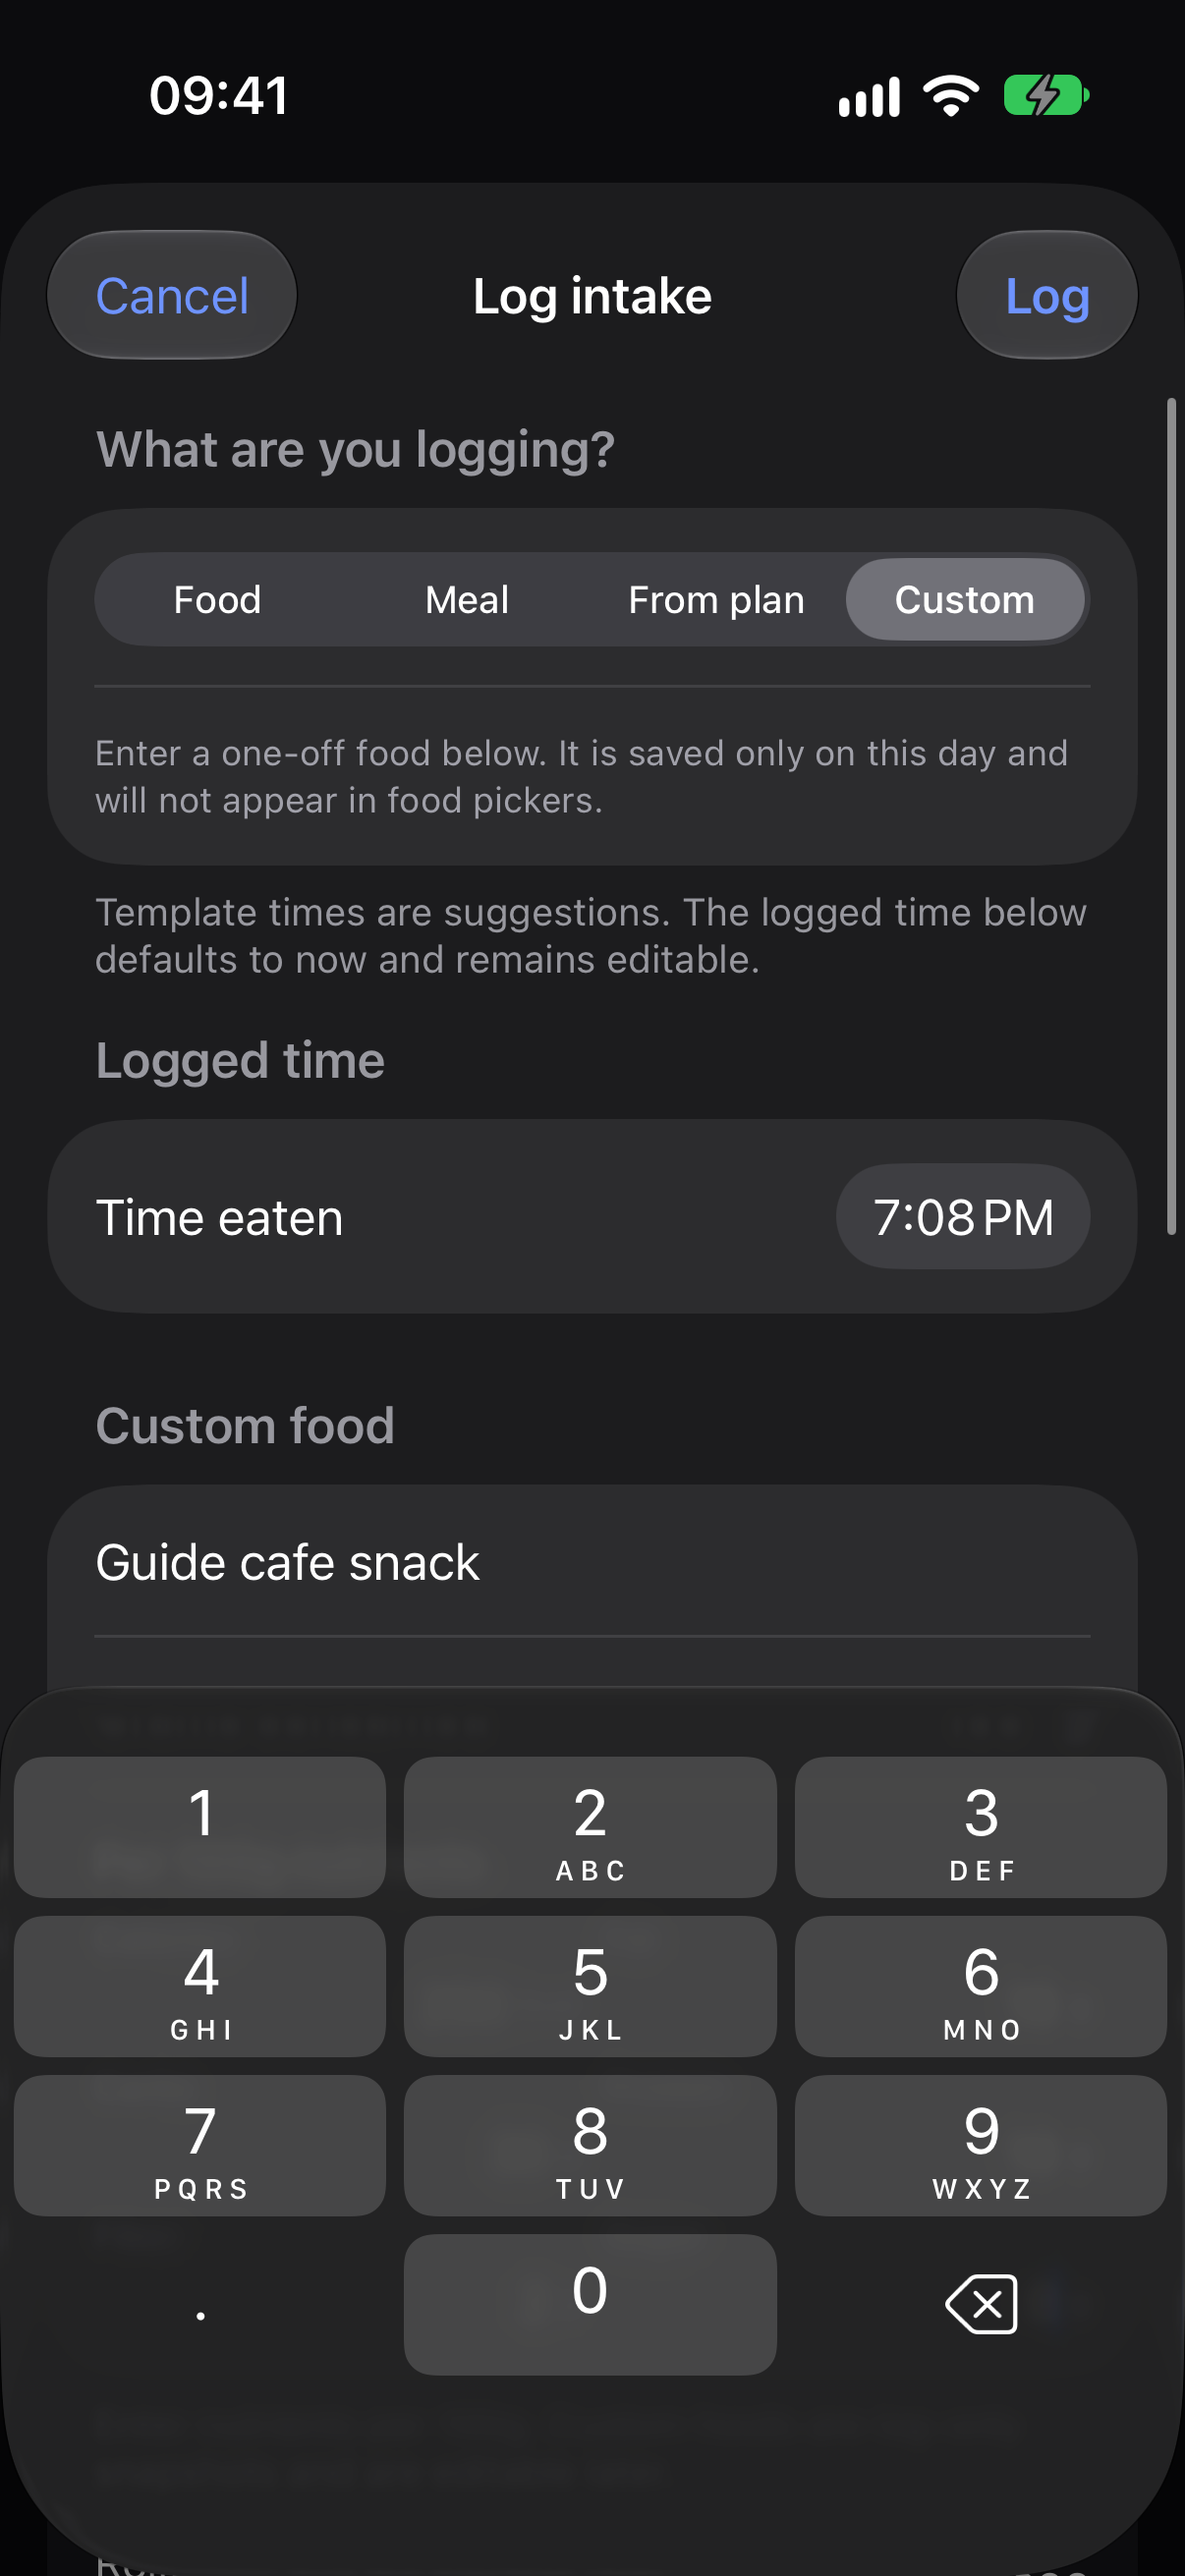 09:41
Cancel
Log intake
Log
What are you logging?
Food
Meal
From plan
Custom
Enter a one-off food below. It is saved only on this day and
will not appear in food pickers.
Template times are suggestions. The logged time below
defaults to now and remains editable.
Logged time
Time eaten
7:08 PM
Custom food
Guide cafe snack
1
2
ABC
3
DEF
4
GHI
5
JKL
6
MNO
7
PQRS
8
TUV
9
WXYZ
.
0